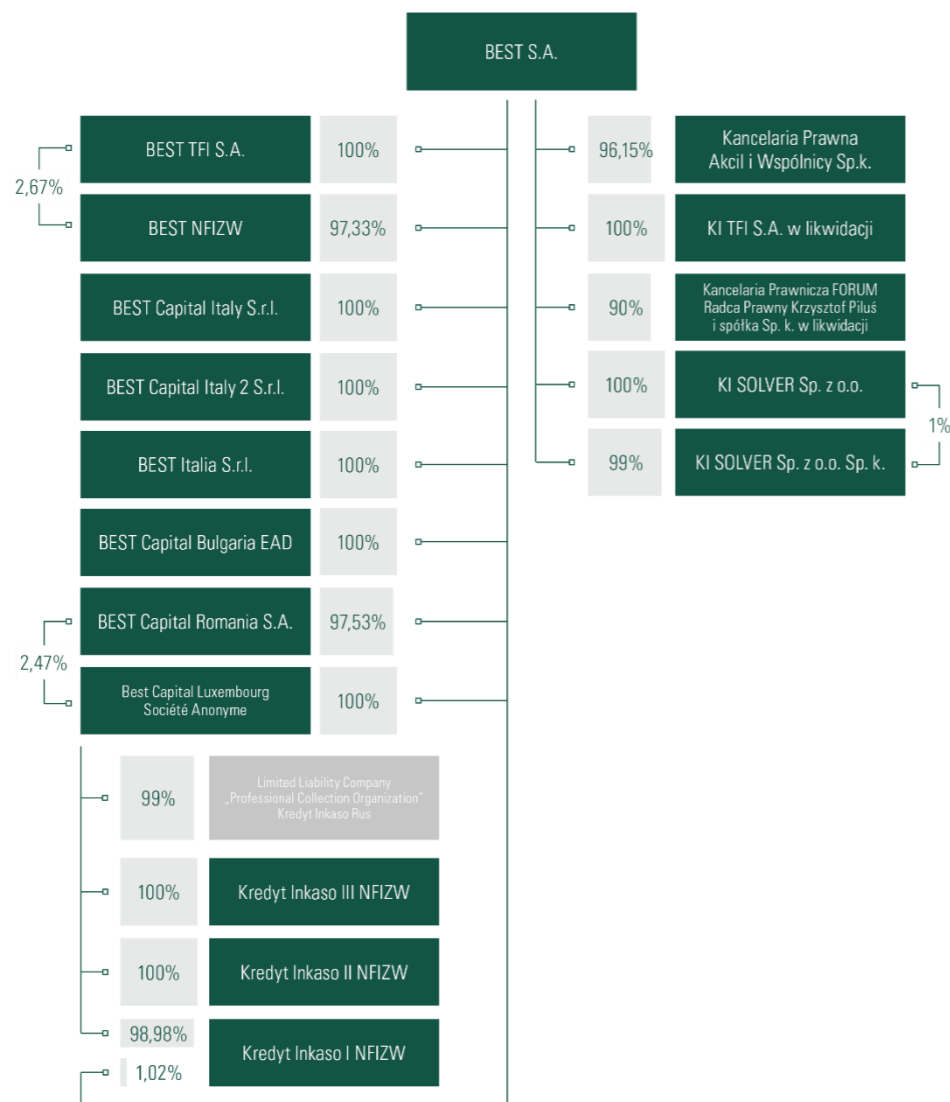 BEST S.A.
BEST TFI S.A.
100%
2,67%
BEST NFIZW
97,33%
BEST Capital Italy S.r.l.
100%
BEST Capital Italy 2 S.r.l.
100%
BEST Italia S.r.l.
100%
BEST Capital Bulgaria EAD
100%
BEST Capital Romania S.A.
97,53%
2,47%
Best Capital Luxembourg
Société Anonyme
100%
99%
Limited Liability Company
„Professional Collection Organization”
Kredyt Inkaso Rus
100%
Kredyt Inkaso III NFIZW
100%
Kredyt Inkaso II NFIZW
98,98%
Kredyt Inkaso I NFIZW
1,02%
96,15%
Kancelaria Prawna
Akcil i Wspólnicy Sp.k.
100%
KI TFI S.A. w likwidacji
90%
Kancelaria Prawnicza FORUM
Radca Prawny Krzysztof Piluś
i spółka Sp. k. w likwidacji
100%
KI SOLVER Sp. z o.o.
1%
99%
KI SOLVER Sp. z o.o. Sp. k.